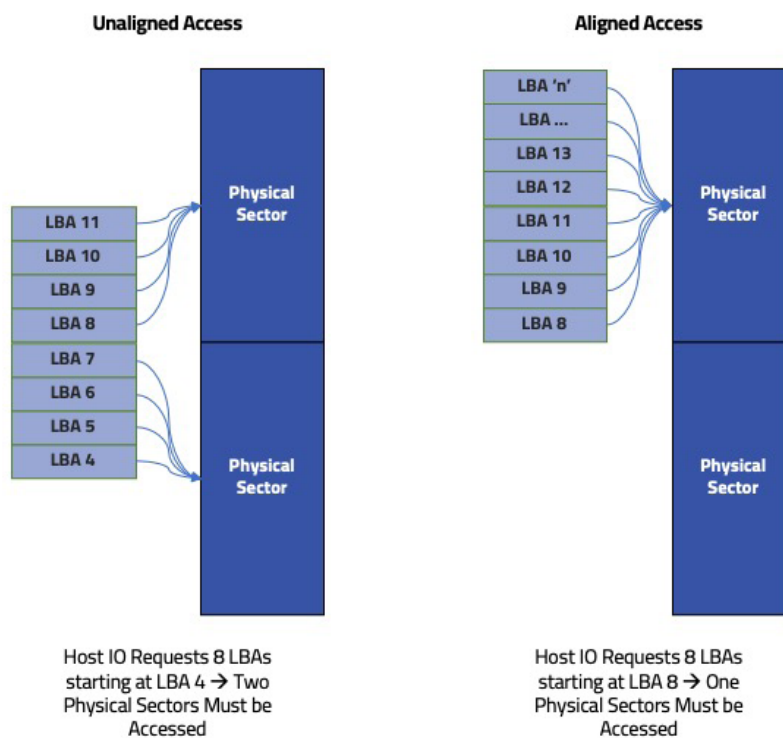 Unaligned Access
LBA 11
LBA 10
LBA 9
LBA 8
LBA 7
LBA 6
LBA 5
LBA 4
Physical
Sector
Physical
Sector
Host IO Requests 8 LBAs
starting at LBA 4 → Two
Physical Sectors Must be
Accessed
Aligned Access
LBA 'n'
LBA ...
LBA 13
LBA 12
LBA 11
LBA 10
LBA 9
LBA 8
Physical
Sector
Physical
Sector
Host IO Requests 8 LBAs
starting at LBA 8 → One
Physical Sectors Must be
Accessed